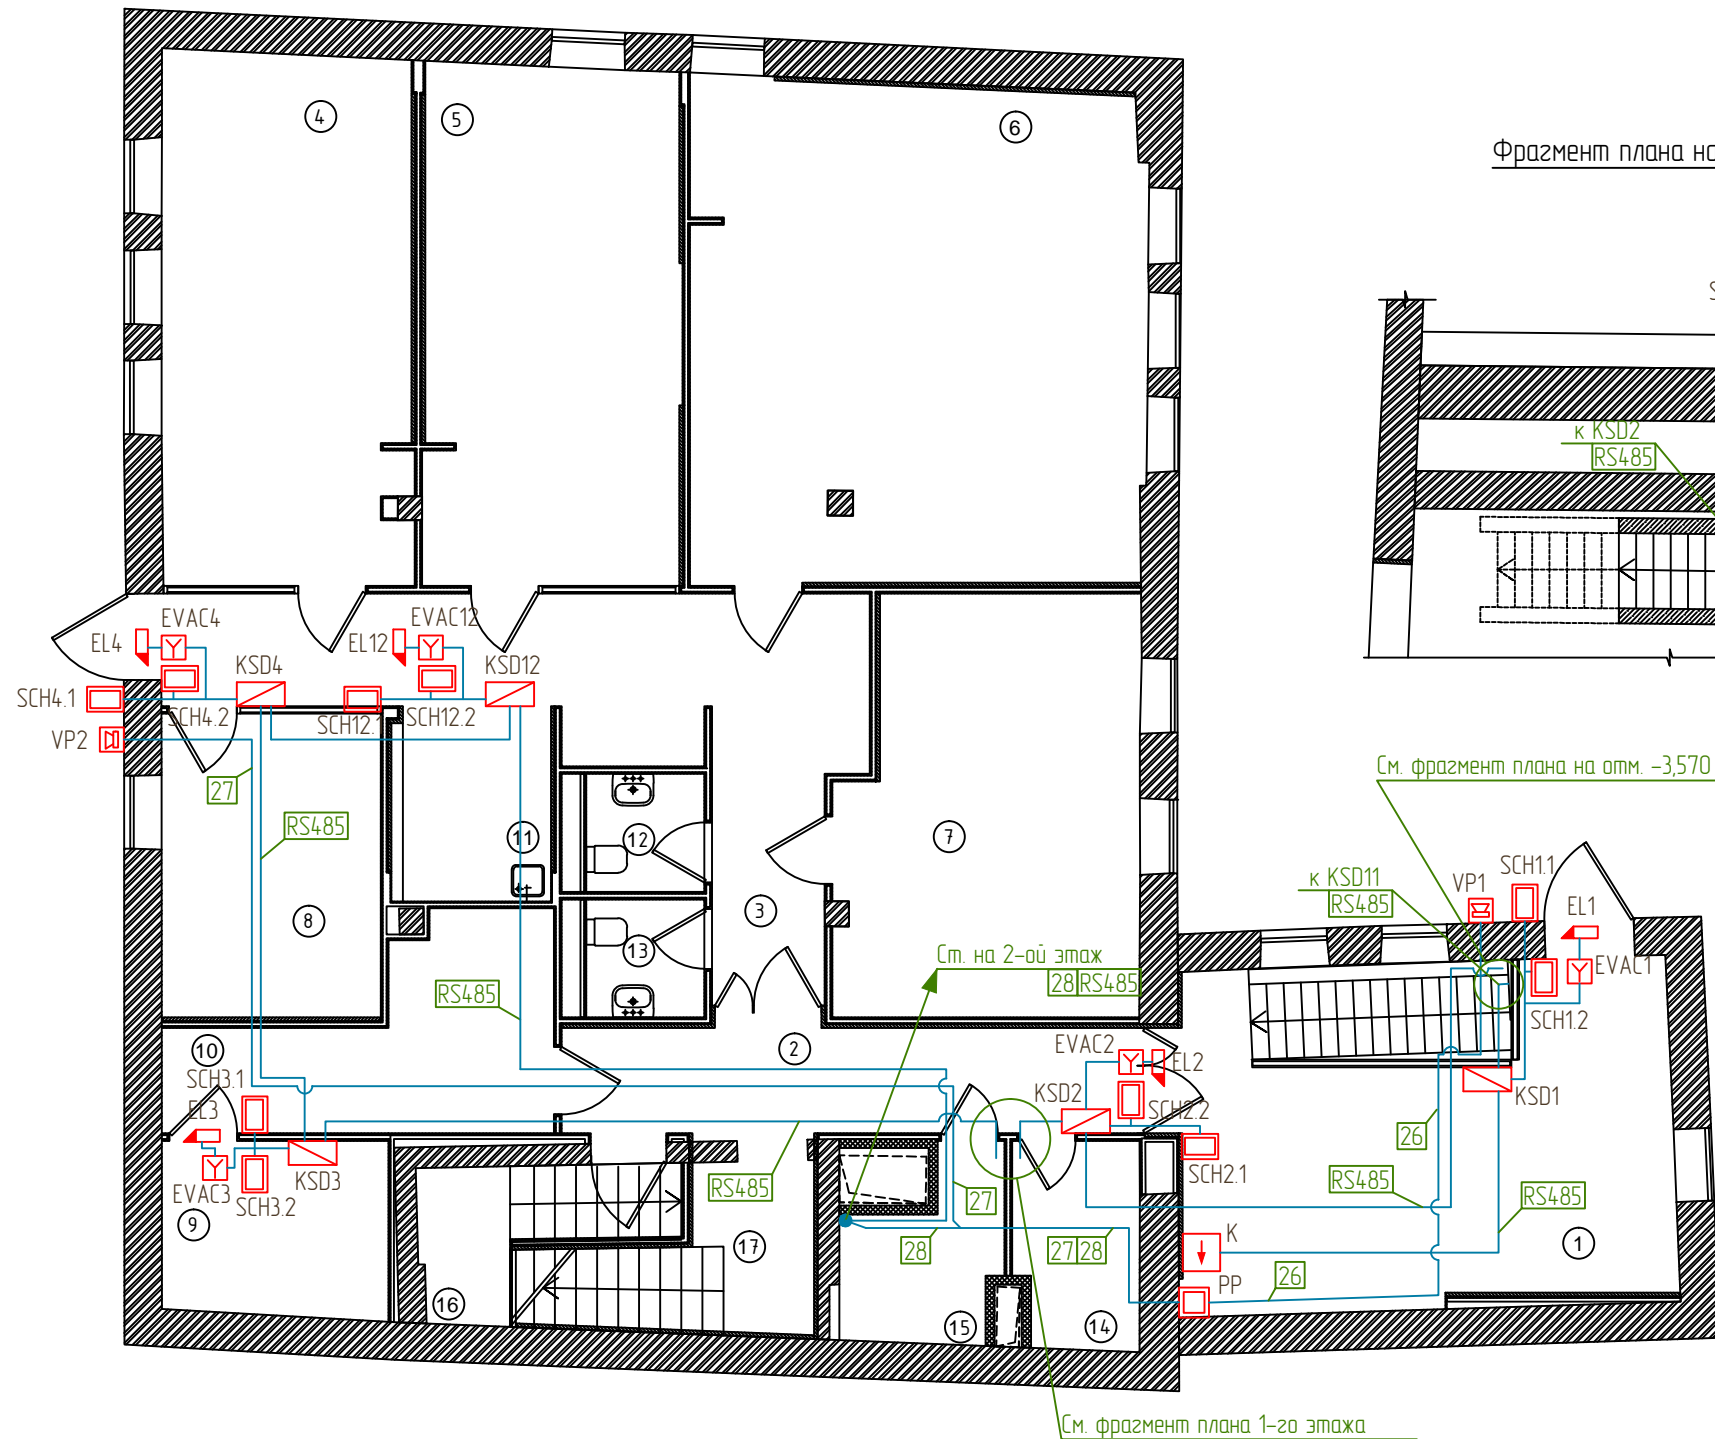 4
5
6
Фрагмент плана на
S
к KSD2
RS485
EVAC4
EL4
KSD4
EVAC12
EL12
KSD12
SCH4.1
SCH4.2
SCH12.1
SCH12.2
VP2
27
RS485
11
12
7
См. фрагмент плана на отм. -3,570
к KSD11
RS485
VP1
SCH1.1
EL1
8
3
13
Ст. на 2-ой этаж
28 RS485
RS485
EVAC1
SCH1.2
10
2
EVAC2
EL2
SCH3.1
EL3
KSD2
SCH2.2
KSD1
26
EVAC3
SCH3.2
KSD3
RS485
27
SCH2.1
RS485
RS485
9
17
28
27 28
K
1
PP
26
16
15
14
См. фрагмент плана 1-го этажа